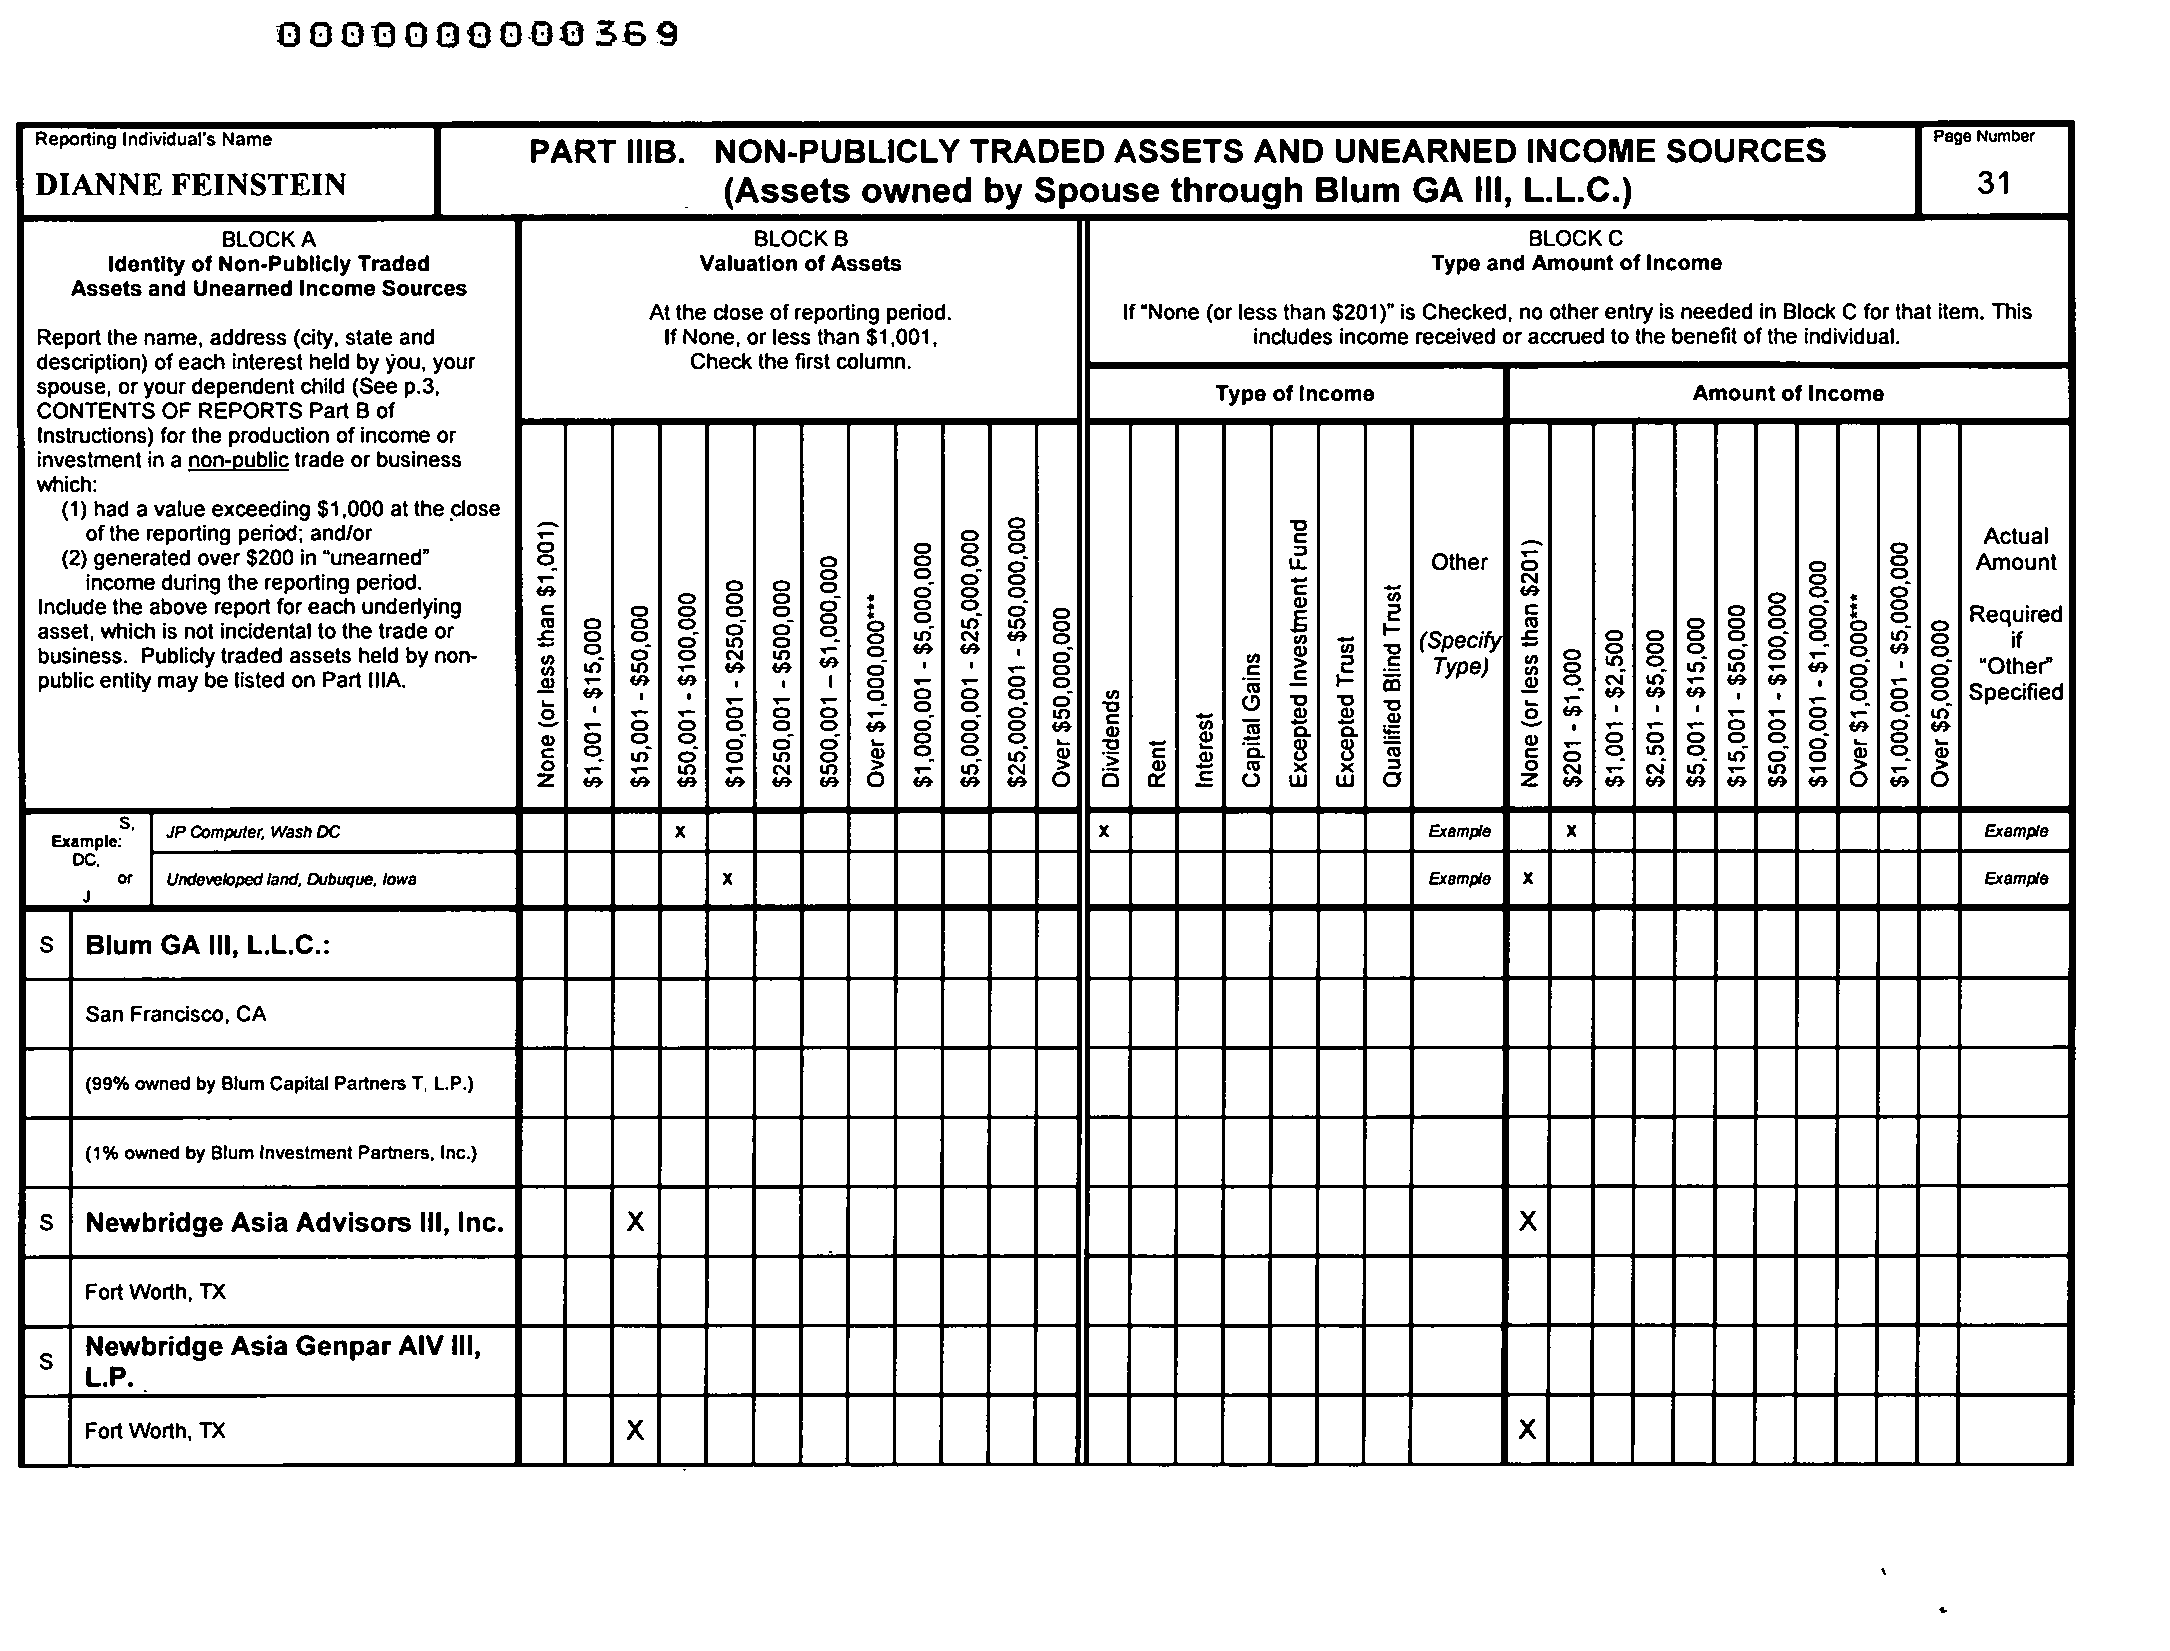 0000000000369
Reporting Individual's Name
DIANNE FEINSTEIN
PART IIIB. NON-PUBLICLY TRADED ASSETS AND UNEARNED INCOME SOURCES
(Assets owned by Spouse through Blum GA III, L.L.C.)
Page Number
31
BLOCK A
Identity of Non-Publicly Traded
Assets and Unearned Income Sources
Report the name, address (city, state and
description) of each interest held by you, your
spouse, or your dependent child (See p.3,
CONTENTS OF REPORTS Part B of
Instructions) for the production of income or
investment in a non-public trade or business
which:
(1) had a value exceeding $1,000 at the close
of the reporting period; and/or
(2) generated over $200 in "unearned"
income during the reporting period.
Include the above report for each underlying
asset, which is not incidental to the trade or
business. Publicly traded assets held by non-
public entity may be listed on Part IIIA.
BLOCK B
Valuation of Assets
At the close of reporting period.
If None, or less than $1,001,
Check the first column.
None (or less than $1,001)
$1,001 - $15,000
$15,001 - $50,000
$50,001 - $100,000
$100,001 - $250,000
$250,001 - $500,000
$500,001 - $1,000,000
Over $1,000,000***
$1,000,001 - $5,000,000
$5,000,001 - $25,000,000
$25,000,001 - $50,000,000
Over $50,000,000
BLOCK C
Type and Amount of Income
If "None (or less than $201)" is Checked, no other entry is needed in Block C for that item. This
includes income received or accrued to the benefit of the individual.
Type of Income
Dividends
Rent
Interest
Capital Gains
Excepted Investment Fund
Excepted Trust
Qualified Blind Trust
Other
(Specify
Type)
Amount of Income
None (or less than $201)
$201 - $1,000
$1,001 - $2,500
$2,501 - $5,000
$5,001 - $15,000
$15,001 - $50,000
$50,001 - $100,000
$100,001 - $1,000,000
Over $1,000,000***
$1,000,001 - $5,000,000
Over $5,000,000
Actual
Amount
Required
if
"Other"
Specified
S,
Example:
DC,
or
J
JP Computer, Wash DC X X Example X Example
Undeveloped land, Dubuque, Iowa X Example X Example
S Blum GA III, L.L.C.:
San Francisco, CA
(99% owned by Blum Capital Partners T, L.P.)
(1% owned by Blum Investment Partners, Inc.)
S Newbridge Asia Advisors III, Inc. X X
Fort Worth, TX
S Newbridge Asia Genpar AIV III,
L.P.
Fort Worth, TX X X